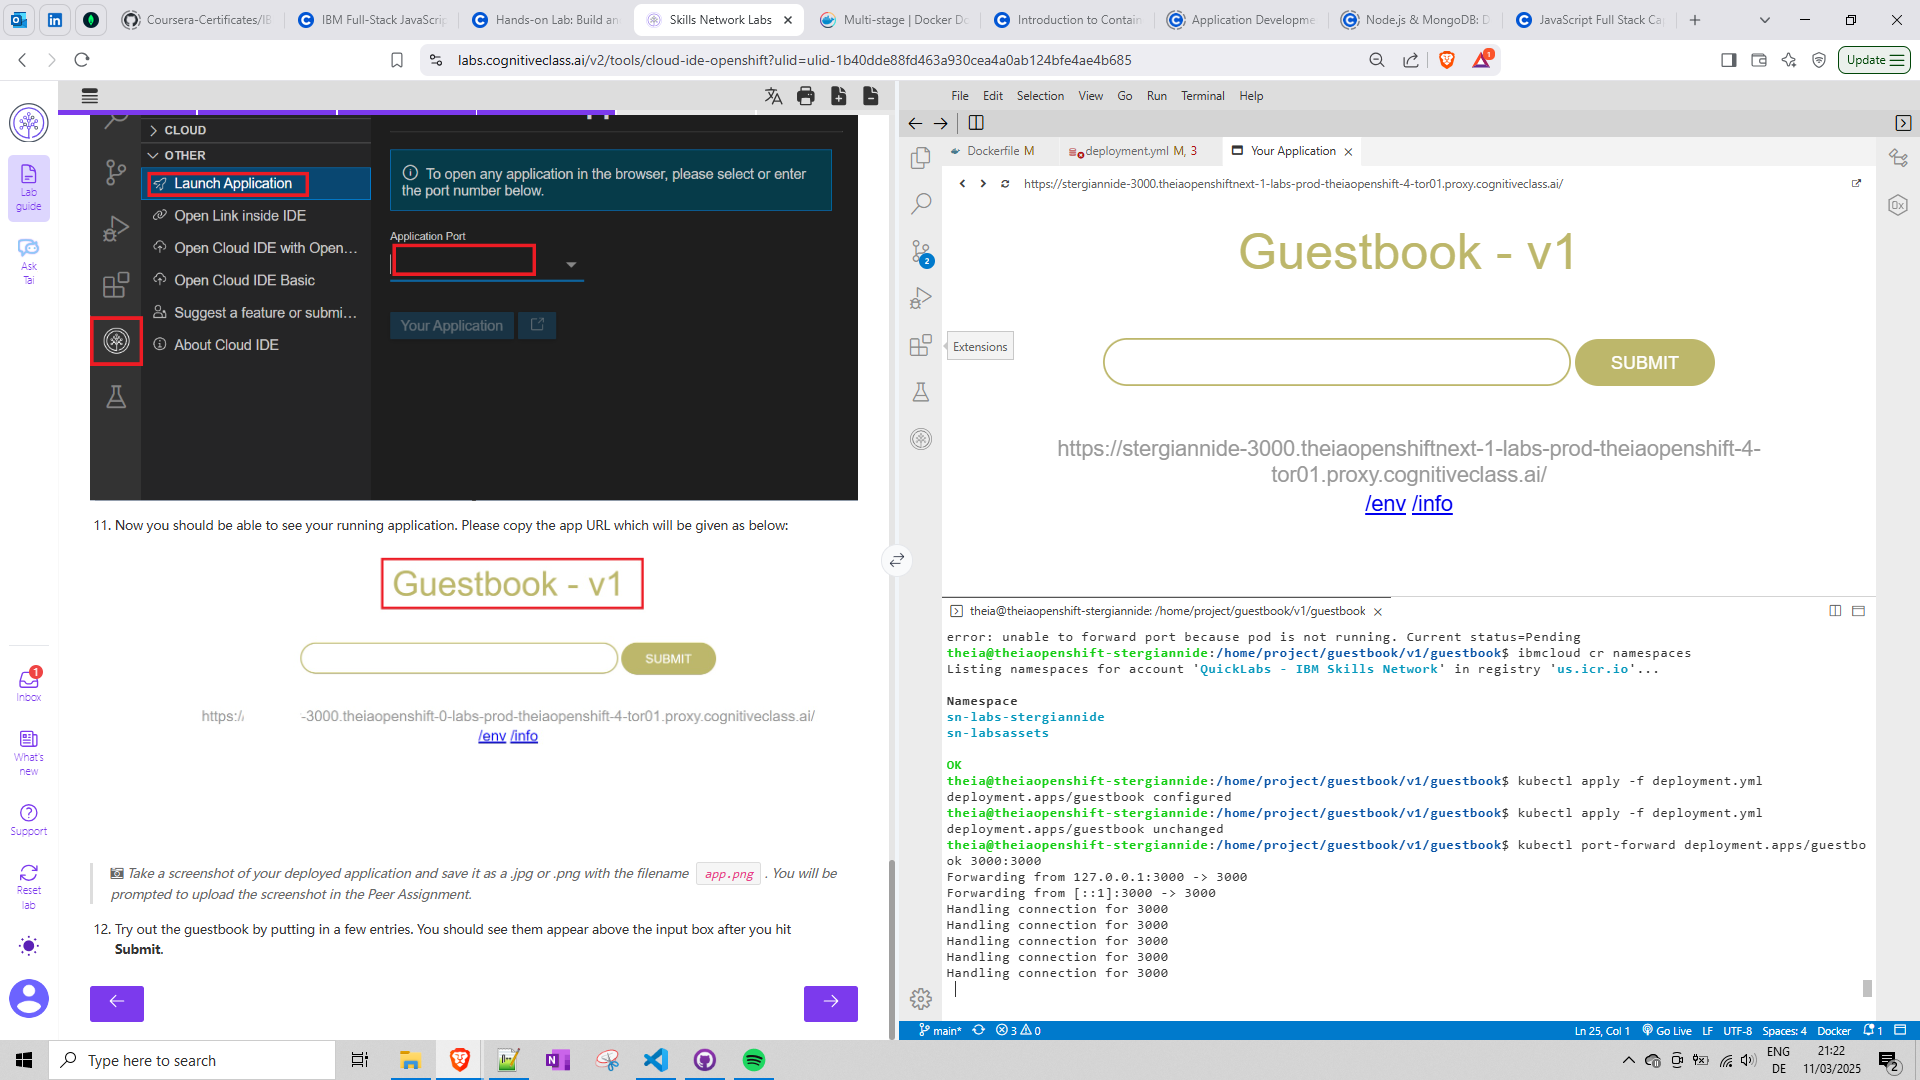 Coursera-Certificates/IB
IBM Full-Stack JavaScrip
Hands-on Lab: Build an
Skills Network Labs
Multi-stage | Docker Do
Introduction to Contain
Application Developme
Node.js & MongoDB: D
JavaScript Full Stack Ca
labs.cognitiveclass.ai/v2/tools/cloud-ide-openshift?ulid=ulid-1b40dde88fd463a930cea4a0ab124bfe4ae4b685
1
Update
Lab guide
Ask Tai
1
Inbox
What's new
Support
Reset lab
CLOUD
OTHER
Launch Application
Open Link inside IDE
Open Cloud IDE with Open...
Open Cloud IDE Basic
Suggest a feature or submi...
About Cloud IDE
To open any application in the browser, please select or enter
the port number below.
Application Port
Your Application
11. Now you should be able to see your running application. Please copy the app URL which will be given as below:
Guestbook - v1
SUBMIT
https:/
-3000.theiaopenshift-0-labs-prod-theiaopenshift-4-tor01.proxy.cognitiveclass.ai/
/env /info
Take a screenshot of your deployed application and save it as a .jpg or .png with the filename app.png . You will be
prompted to upload the screenshot in the Peer Assignment.
12. Try out the guestbook by putting in a few entries. You should see them appear above the input box after you hit
Submit.
File Edit Selection View Go Run Terminal Help
Dockerfile M
deployment.yml M, 3
Your Application
https://stergiannide-3000.theiaopenshiftnext-1-labs-prod-theiaopenshift-4-tor01.proxy.cognitiveclass.ai/
2
Extensions
Guestbook - v1
SUBMIT
https://stergiannide-3000.theiaopenshiftnext-1-labs-prod-theiaopenshift-4-
tor01.proxy.cognitiveclass.ai/
/env /info
theia@theiaopenshift-stergiannide: /home/project/guestbook/v1/guestbook
error: unable to forward port because pod is not running. Current status=Pending
theia@theiaopenshift-stergiannide:/home/project/guestbook/v1/guestbook$ ibmcloud cr namespaces
Listing namespaces for account 'QuickLabs - IBM Skills Network' in registry 'us.icr.io'...
Namespace
sn-labs-stergiannide
sn-labsassets
OK
theia@theiaopenshift-stergiannide:/home/project/guestbook/v1/guestbook$ kubectl apply -f deployment.yml
deployment.apps/guestbook configured
theia@theiaopenshift-stergiannide:/home/project/guestbook/v1/guestbook$ kubectl apply -f deployment.yml
deployment.apps/guestbook unchanged
theia@theiaopenshift-stergiannide:/home/project/guestbook/v1/guestbook$ kubectl port-forward deployment.apps/guestbo
ok 3000:3000
Forwarding from 127.0.0.1:3000 -> 3000
Forwarding from [::1]:3000 -> 3000
Handling connection for 3000
Handling connection for 3000
Handling connection for 3000
Handling connection for 3000
Handling connection for 3000
main* 3 0
Ln 25, Col 1 Go Live LF UTF-8 Spaces: 4 Docker 1
Type here to search
ENG
DE
21:22
11/03/2025
2